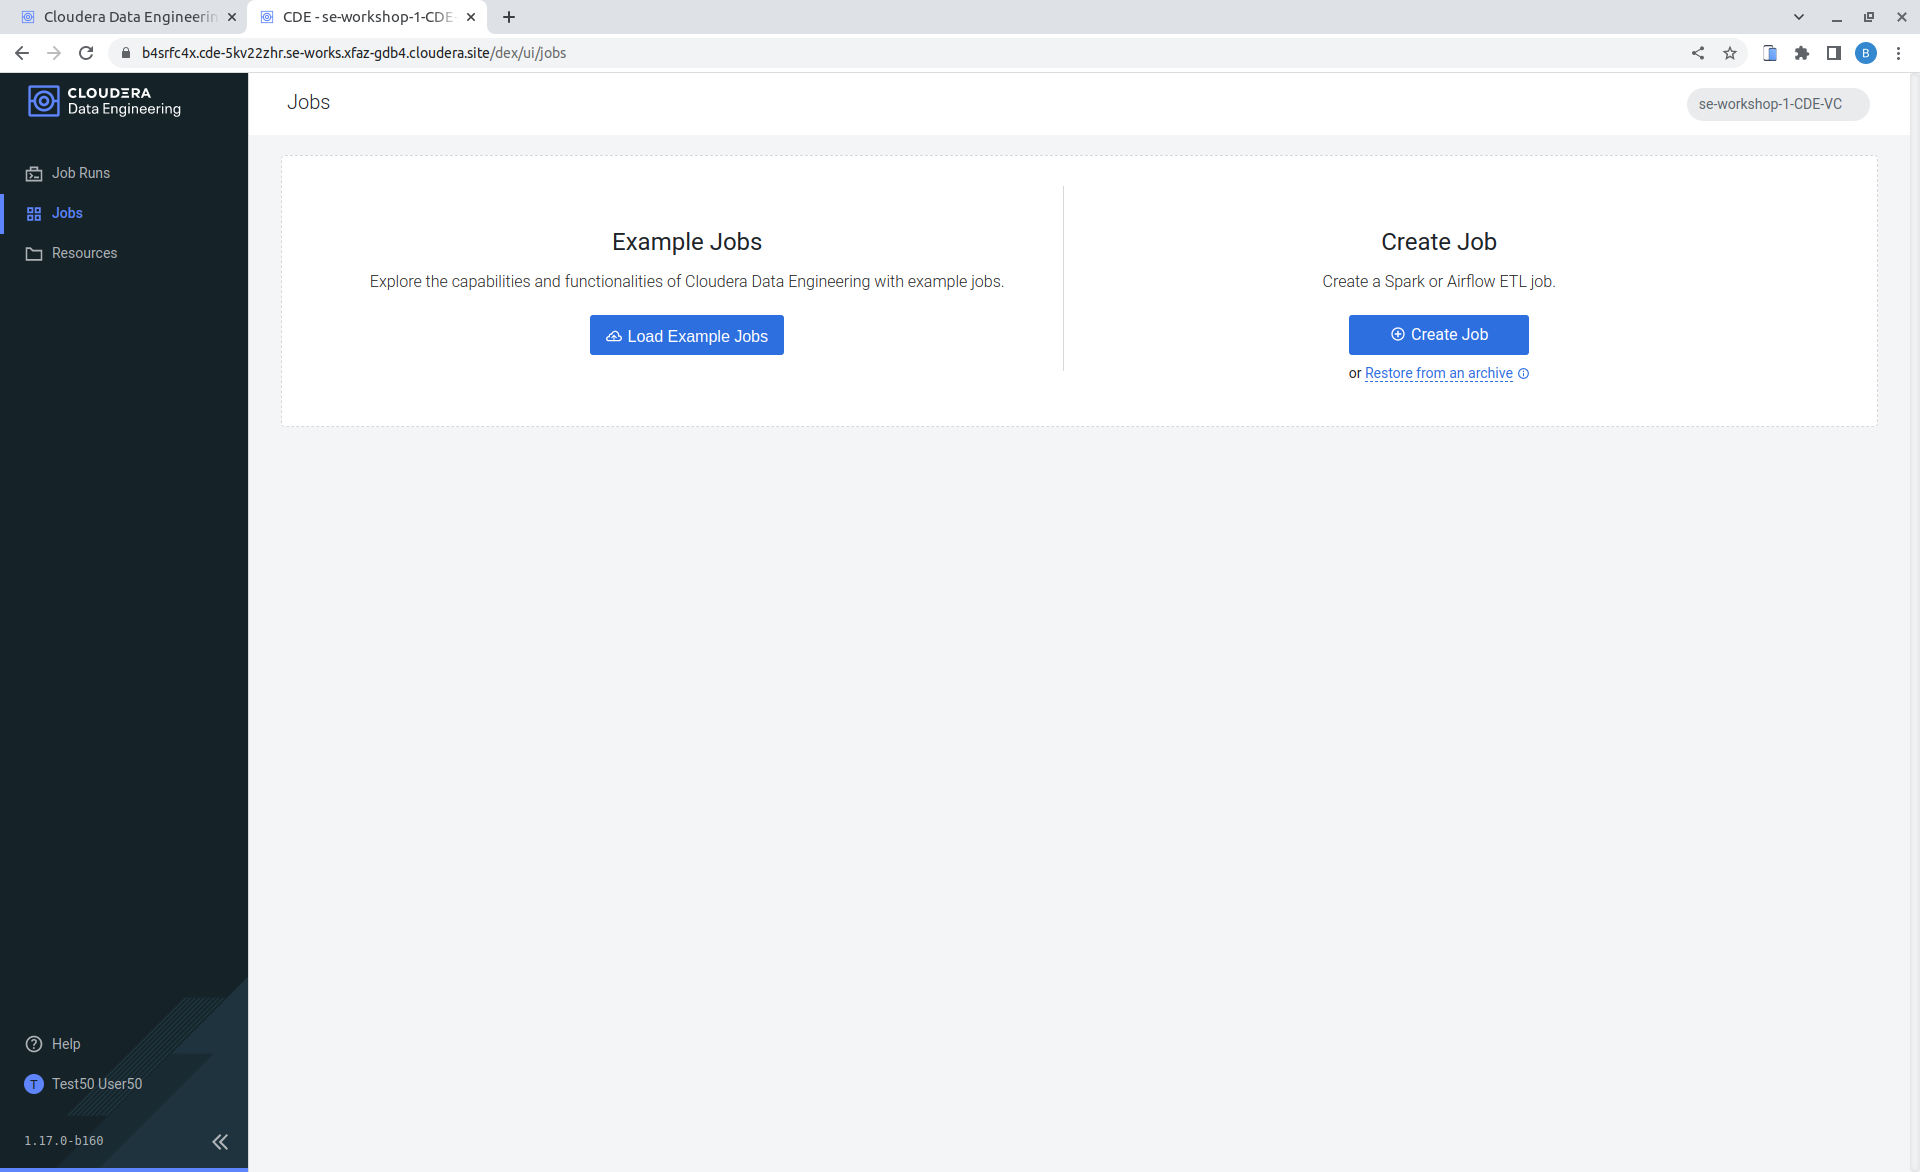 Cloudera Data Engineerin
CDE - se-workshop-1-CDE-
b4srfc4x.cde-5kv22zhr.se-works.xfaz-gdb4.cloudera.site/dex/ui/jobs
B
CLOUDERA
Data Engineering
Jobs
se-workshop-1-CDE-VC
Job Runs
Jobs
Resources
Example Jobs
Explore the capabilities and functionalities of Cloudera Data Engineering with example jobs.
Load Example Jobs
Create Job
Create a Spark or Airflow ETL job.
Create Job
or Restore from an archive
Help
T
Test50 User50
1.17.0-b160